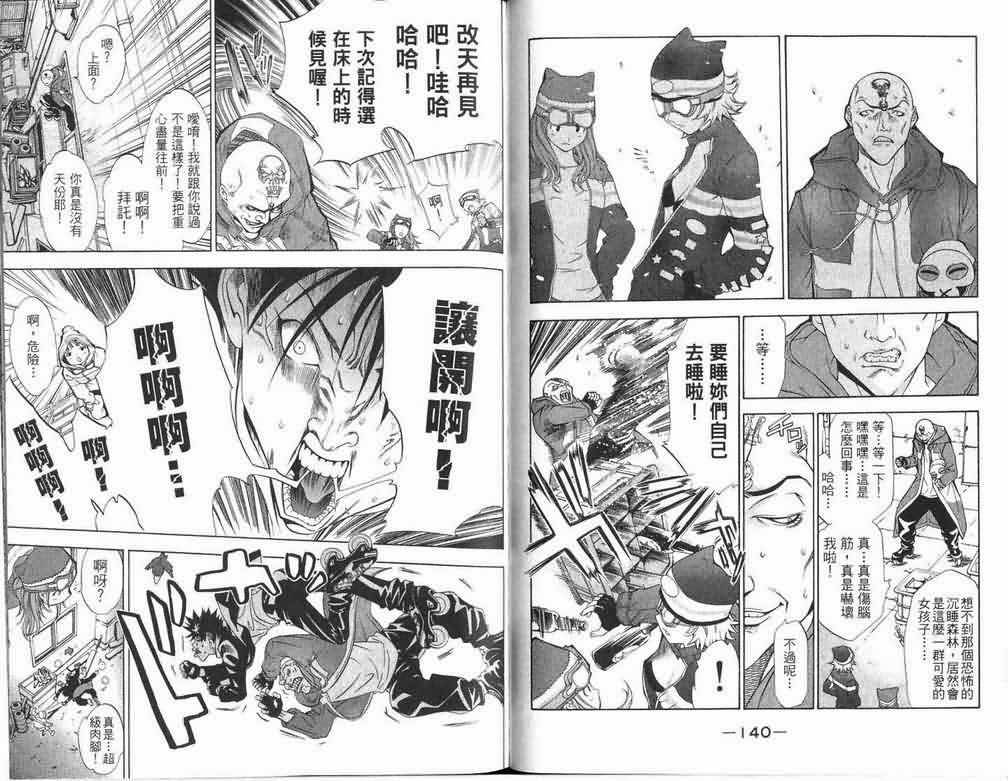 …等…
等…等一下！
嘿嘿嘿…這是
怎麼回事……
哈哈…
真…真是傷腦
筋，真是嚇壞
我啦！
想不到那個恐怖的
沉睡森林，居然會
是這麼一群可愛的
女孩子……
チロッ
不過呢…
要睡妳們自己
去睡啦！
！
—140—
改天再見
吧！哇哈
哈哈！
下次記得選
在床上的時
候見喔！
啊！
嗯？
上面？
噯唷！我就跟你說過
不是這樣了！要把重
心盡量往前！
啊啊！
拜託！
你真是沒有
天份耶！
讓開啊！
啊啊啊…
啊！
啊啊啊！
啊，危險…
啊呀？
真是…超
級肉腳！